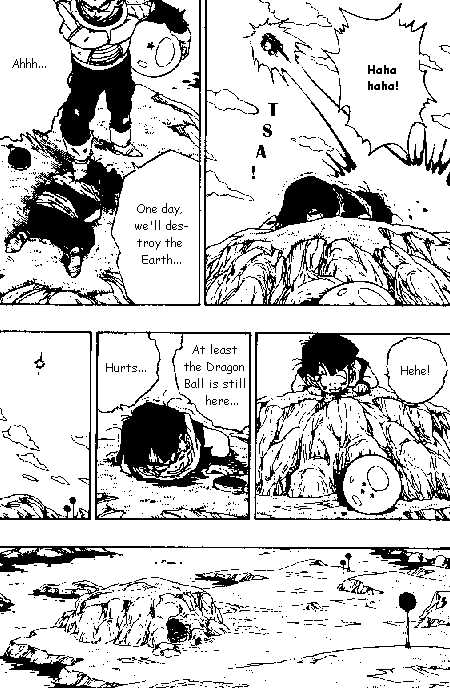 Ahhh...
One day,
we'll des-
troy the
Earth...
Haha
haha!
TSA!
Hurts...
At least
the Dragon
Ball is still
here...
Hehe!